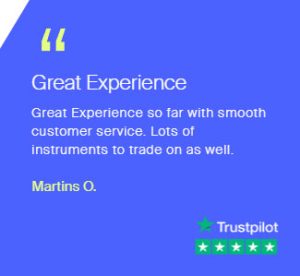 “
Great Experience
Great Experience so far with smooth
customer service. Lots of
instruments to trade on as well.
Martins O.
Trustpilot